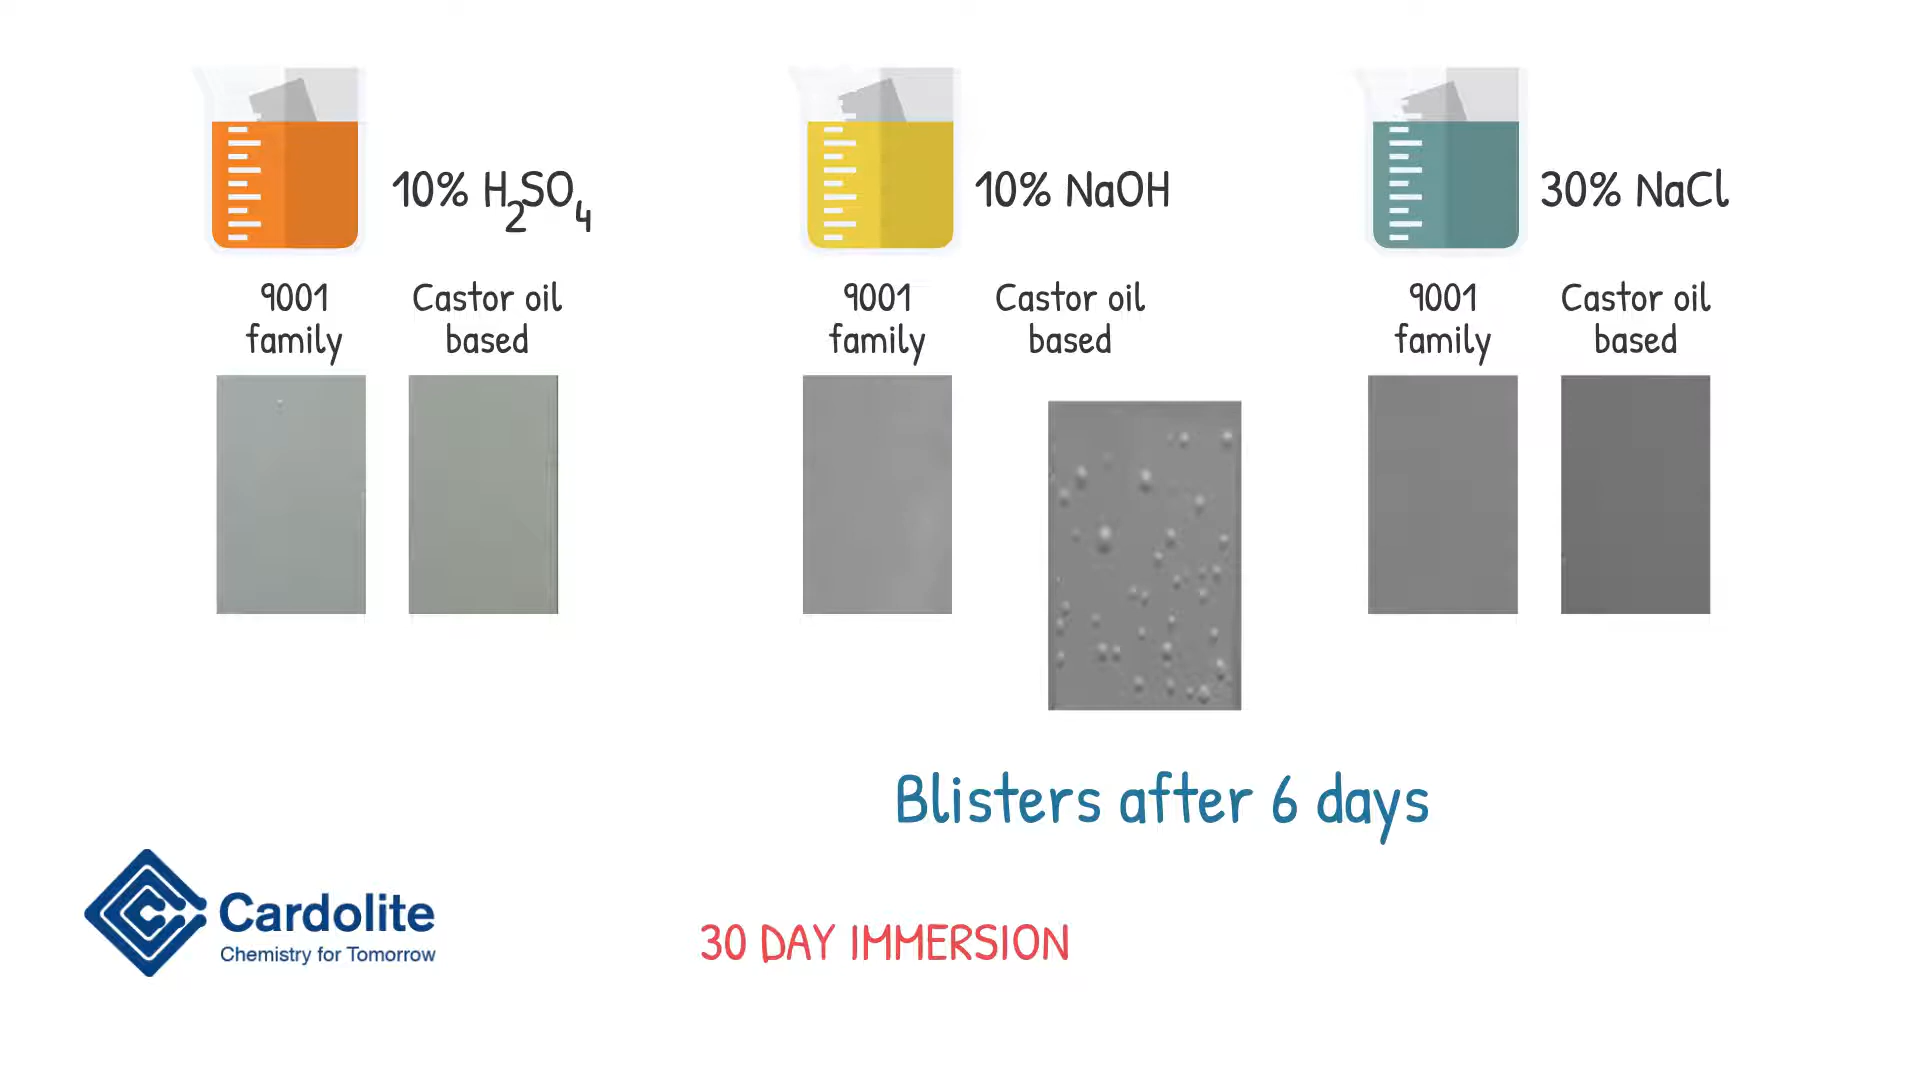 10% H2SO4
10% NaOH
30% NaCl
9001
family
Castor oil
based
9001
family
Castor oil
based
9001
family
Castor oil
based
Blisters after 6 days
Cardolite
Chemistry for Tomorrow
30 DAY IMMERSION